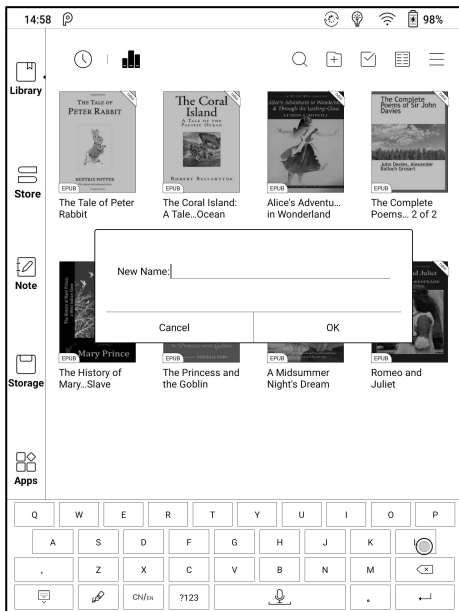 14:58
98%
Library
Store
Note
Storage
Apps
THE TALE OF
PETER RABBIT
BEATRIX POTTER
EPUB
The Tale of Peter
Rabbit
The Coral
Island
A TALE OF THE
PACIFIC OCEAN
ROBERT BALLANTYNE
EPUB
The Coral Island:
A Tale…Ocean
Alice's Adventures in Wonderland
& Through the Looking-Glass
LEWIS CARROLL
EPUB
Alice's Adventu…
in Wonderland
The Complete
Poems of Sir John
Davies
John Davies, Alexander
Balloch Grosart
EPUB
The Complete
Poems… 2 of 2
New Name:
Cancel
OK
Mary Prince
EPUB
The History of
Mary…Slave
EPUB
The Princess and
the Goblin
EPUB
A Midsummer
Night's Dream
EPUB
Romeo and
Juliet
Q W E R T Y U I O P
A S D F G H J K L
, Z X C V B N M
CN/EN ?123 。